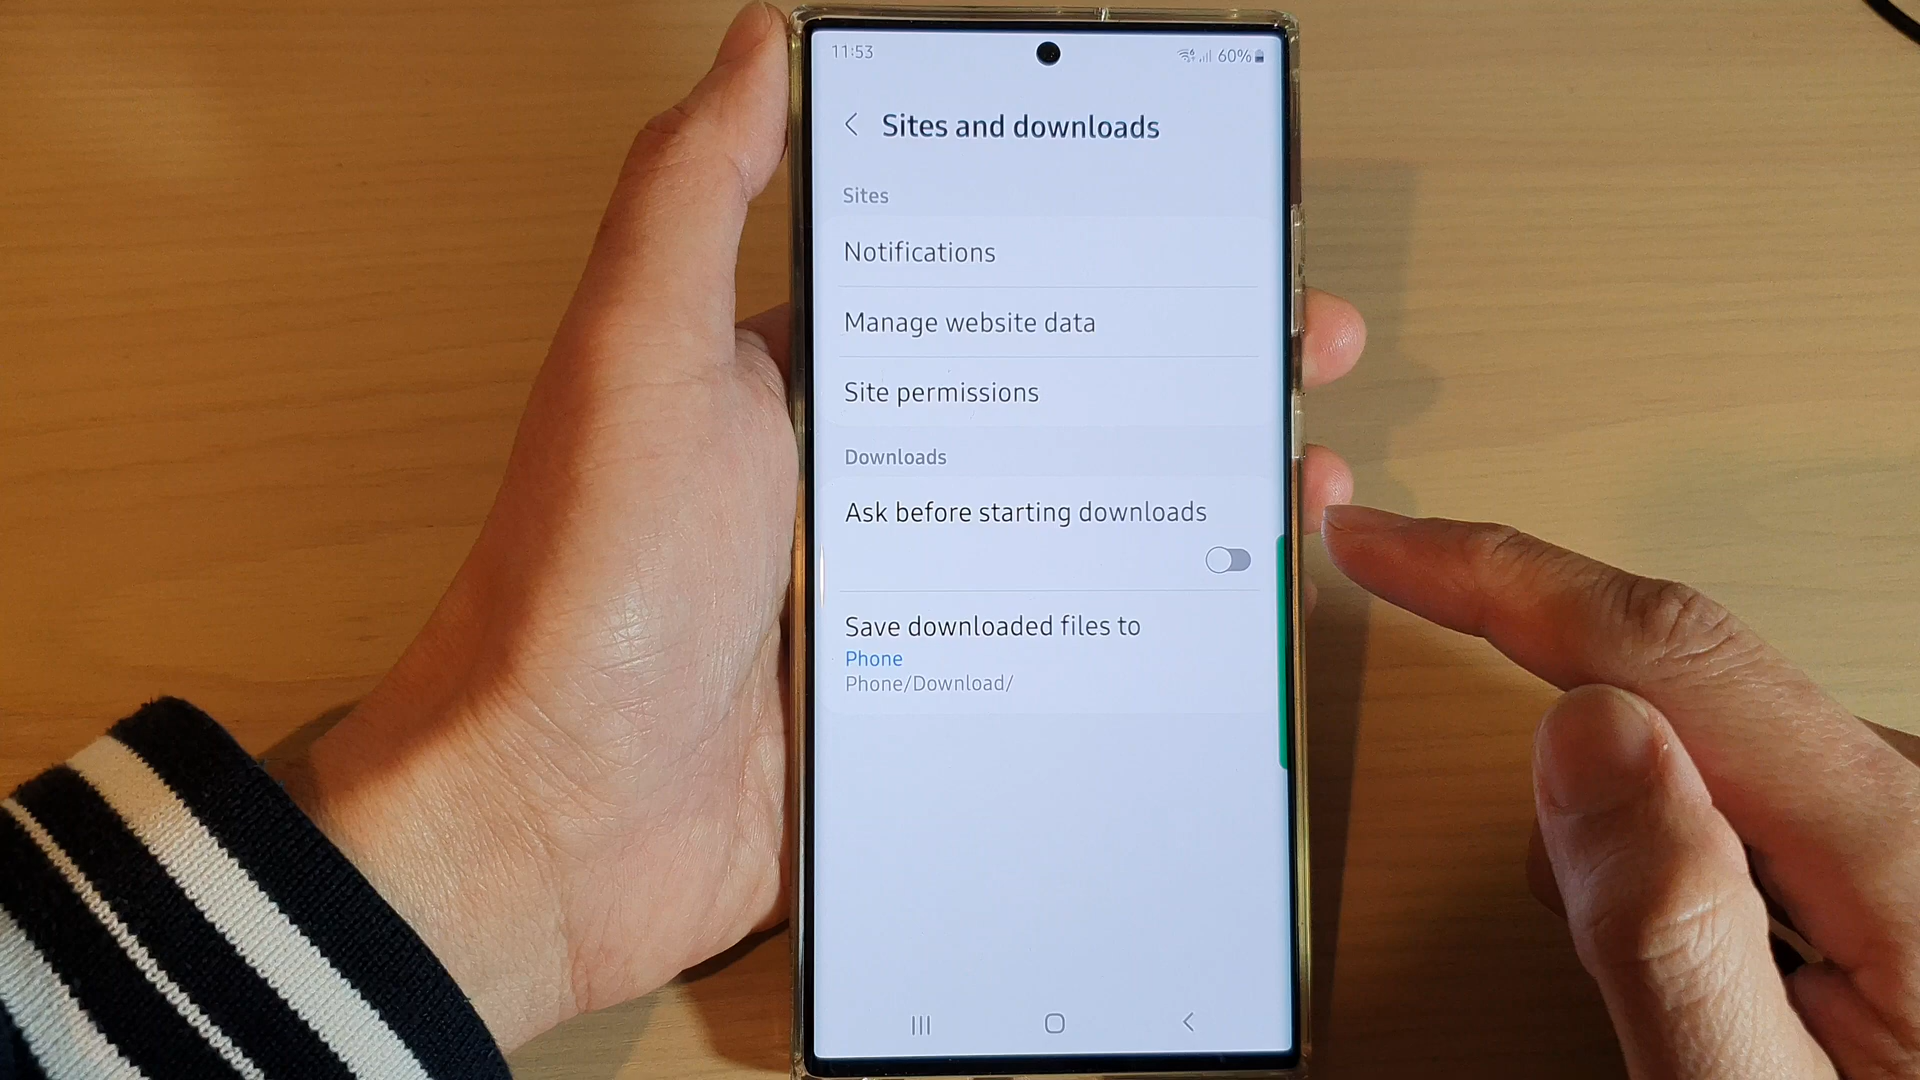 11:53
60%
Sites and downloads
Sites
Notifications
Manage website data
Site permissions
Downloads
Ask before starting downloads
Save downloaded files to
Phone
Phone/Download/